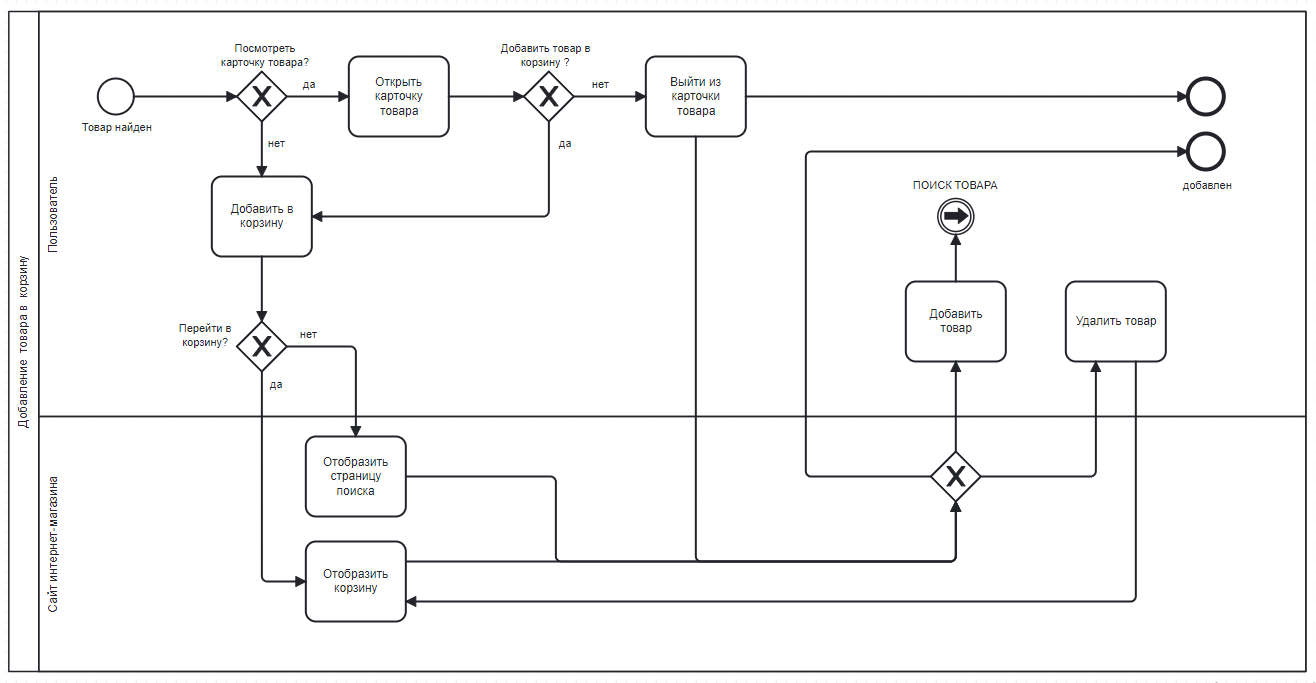 Добавление товара в корзину
Пользователь
Сайт интернет-магазина
Товар найден
Посмотреть
карточку товара?
да
нет
Открыть
карточку
товара
Добавить товар в
корзину ?
нет
да
Выйти из
карточки
товара
добавлен
ПОИСК ТОВАРА
Добавить в
корзину
Добавить
товар
Удалить товар
Перейти в
корзину?
нет
да
Отобразить
страницу
поиска
Отобразить
корзину